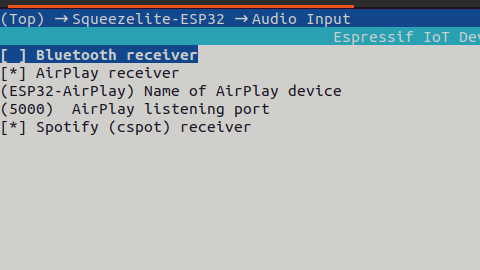 (Top) → Squeezelite-ESP32 → Audio Input
Espressif IoT Dev
[ ] Bluetooth receiver
[*] AirPlay receiver
(ESP32-AirPlay) Name of AirPlay device
(5000)  AirPlay listening port
[*] Spotify (cspot) receiver